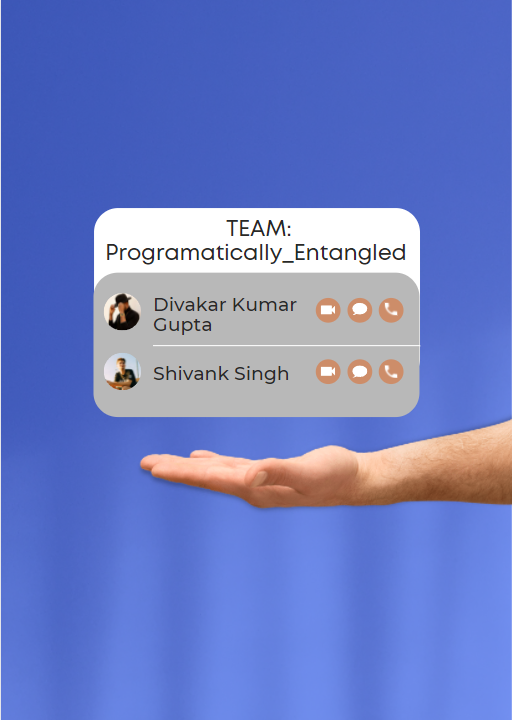 TEAM:
Programatically_Entangled
Divakar Kumar
Gupta
Shivank Singh